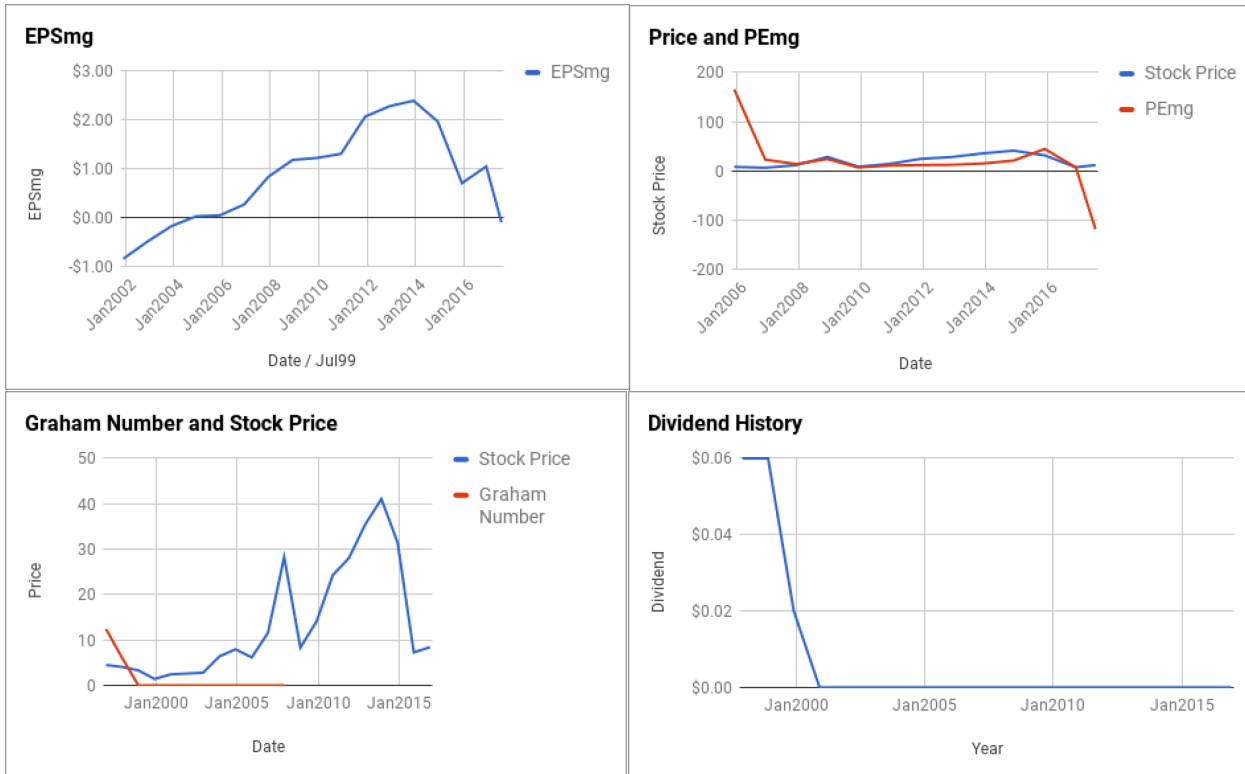 EPSmg
$3.00
$2.00
$1.00
$0.00
-$1.00
EPSmg
EPSmg
Jan2002
Jan2004
Jan2006
Jan2008
Jan2010
Jan2012
Jan2014
Jan2016
Date / Jul99
Price and PEmg
200
100
0
-100
-200
Stock Price
Stock Price
PEmg
Jan2006
Jan2008
Jan2010
Jan2012
Jan2014
Jan2016
Date
Graham Number and Stock Price
50
40
30
20
10
0
Price
Stock Price
Graham
Number
Jan2000
Jan2005
Jan2010
Jan2015
Date
Dividend History
$0.06
$0.04
$0.02
$0.00
Dividend
Jan2000
Jan2005
Jan2010
Jan2015
Year